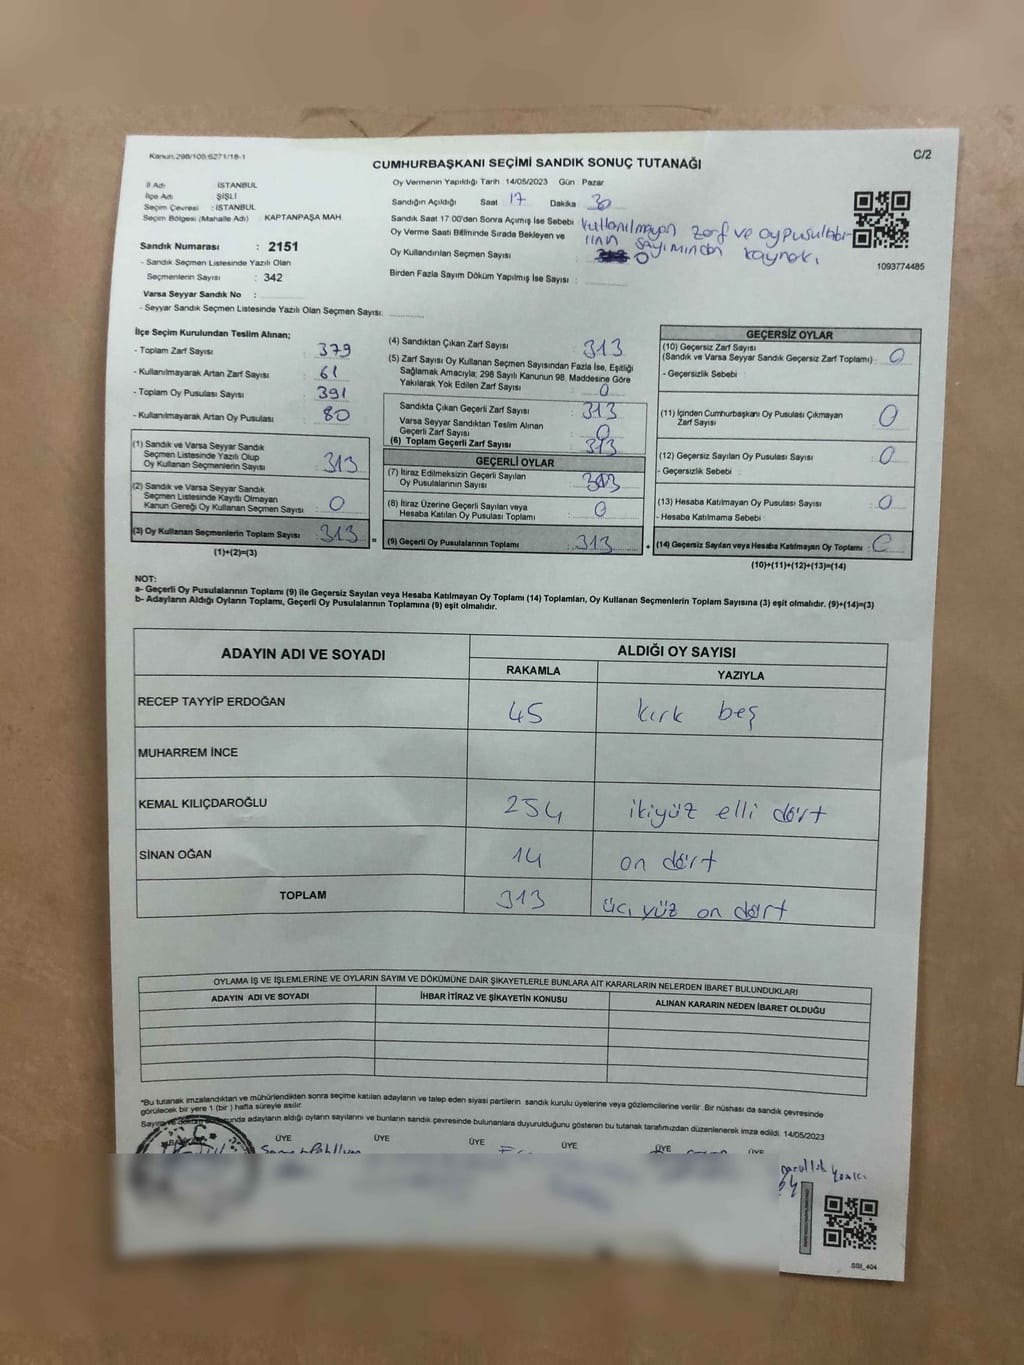 Kanun:298/105;6271/18-1
C/2
CUMHURBAŞKANI SEÇİMİ SANDIK SONUÇ TUTANAĞI
İl Adı İSTANBUL
İlçe Adı ŞİŞLİ
Seçim Çevresi : İSTANBUL
Seçim Bölgesi (Mahalle Adı) : KAPTANPAŞA MAH
Sandık Numarası : 2151
- Sandık Seçmen Listesinde Yazılı Olan
Seçmenlerin Sayısı : 342
Varsa Seyyar Sandık No :
- Seyyar Sandık Seçmen Listesinde Yazılı Olan Seçmen Sayısı:
Oy Vermenin Yapıldığı Tarih 14/05/2023 Gün Pazar
Sandığın Açıldığı Saat 17 Dakika 30
Sandık Saat 17:00'den Sonra Açımış İse Sebebi kullanılmayan zarf ve oypusulaları
Oy Verme Saati Bitiminde Sırada Bekleyen ve sayımından kaynaklı
Oy Kullandırılan Seçmen Sayısı : 0
Birden Fazla Sayım Döküm Yapılmış İse Sayısı :
1093774485
İlçe Seçim Kurulundan Teslim Alınan;
- Toplam Zarf Sayısı : 379
- Kullanılmayarak Artan Zarf Sayısı : 61
- Toplam Oy Pusulası Sayısı : 391
- Kullanılmayarak Artan Oy Pusulası : 80
(1) Sandık ve Varsa Seyyar Sandık
Seçmen Listesinde Yazılı Olup
Oy Kullanan Seçmenlerin Sayısı : 313
(2) Sandık ve Varsa Seyyar Sandık
Seçmen Listesinde Kayıtlı Olmayan
Kanun Gereği Oy Kullanan Seçmen Sayısı : 0
(3) Oy Kullanan Seçmenlerin Toplam Sayısı : 313
(1)+(2)=(3)
=
(4) Sandıktan Çıkan Zarf Sayısı : 313
(5) Zarf Sayısı Oy Kullanan Seçmen Sayısından Fazla İse, Eşitliği
Sağlamak Amacıyla; 298 Sayılı Kanunun 98. Maddesine Göre
Yakılarak Yok Edilen Zarf Sayısı : 0
Sandıkta Çıkan Geçerli Zarf Sayısı : 313
Varsa Seyyar Sandıktan Teslim Alınan
Geçerli Zarf Sayısı : 0
(6) Toplam Geçerli Zarf Sayısı : 313
GEÇERLİ OYLAR
(7) İtiraz Edilmeksizin Geçerli Sayılan
Oy Pusulalarının Sayısı : 313
(8) İtiraz Üzerine Geçerli Sayılan veya
Hesaba Katılan Oy Pusulası Toplamı : 0
(9) Geçerli Oy Pusulalarının Toplamı : 313
+
GEÇERSİZ OYLAR
(10) Geçersiz Zarf Sayısı
(Sandık ve Varsa Seyyar Sandık Geçersiz Zarf Toplamı) : 0
- Geçersizlik Sebebi :
(11) İçinden Cumhurbaşkanı Oy Pusulası Çıkmayan
Zarf Sayısı : 0
(12) Geçersiz Sayılan Oy Pusulası Sayısı : 0
- Geçersizlik Sebebi :
(13) Hesaba Katılmayan Oy Pusulası Sayısı : 0
- Hesaba Katılmama Sebebi :
(14) Geçersiz Sayılan veya Hesaba Katılmayan Oy Toplamı : 0
(10)+(11)+(12)+(13)=(14)
NOT:
a- Geçerli Oy Pusulalarının Toplamı (9) ile Geçersiz Sayılan veya Hesaba Katılmayan Oy Toplamı (14) Toplamları, Oy Kullanan Seçmenlerin Toplam Sayısına (3) eşit olmalıdır. (9)+(14)=(3)
b- Adayların Aldığı Oyların Toplamı, Geçerli Oy Pusulalarının Toplamına (9) eşit olmalıdır.
ADAYIN ADI VE SOYADI ALDIĞI OY SAYISI
RAKAMLA YAZIYLA
RECEP TAYYİP ERDOĞAN 45 kırk beş
MUHARREM İNCE
KEMAL KILIÇDAROĞLU 254 ikiyüz elli dört
SİNAN OĞAN 14 on dört
TOPLAM 313 üçyüz on dört
OYLAMA İŞ VE İŞLEMLERİNE VE OYLARIN SAYIM VE DÖKÜMÜNE DAİR ŞİKAYETLERLE BUNLARA AİT KARARLARIN NELERDEN İBARET BULUNDUKLARI
ADAYIN ADI VE SOYADI İHBAR İTİRAZ VE ŞİKAYETİN KONUSU ALINAN KARARIN NEDEN İBARET OLDUĞU
*Bu tutanak imzalandıktan ve mühürlendikten sonra seçime katılan adayların ve talep eden siyasi partilerin sandık kurulu üyelerine veya gözlemcilerine verilir. Bir nüshası da sandık çevresinde
görülecek bir yere 1 (bir) hafta süreyle asılır.
adayların aldığı oyların sayılarını ve bunların sandık çevresinde bulunanlara duyurulduğunu gösteren bu tutanak tarafımızdan düzenlenerek imza edildi. 14/05/2023
BAŞKAN ÜYE ÜYE ÜYE ÜYE ÜYE ÜYE
SSI_404